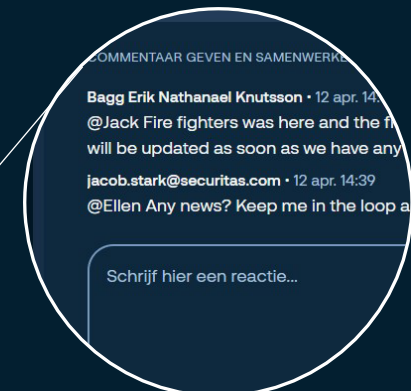 COMMENTAAR GEVEN EN SAMENWERKE
Bagg Erik Nathanael Knutsson • 12 apr. 14:
@Jack Fire fighters was here and the
will be updated as soon as we have any
jacob.stark@securitas.com • 12 apr. 14:39
@Ellen Any news? Keep me in the loop
Schrijf hier een reactie...